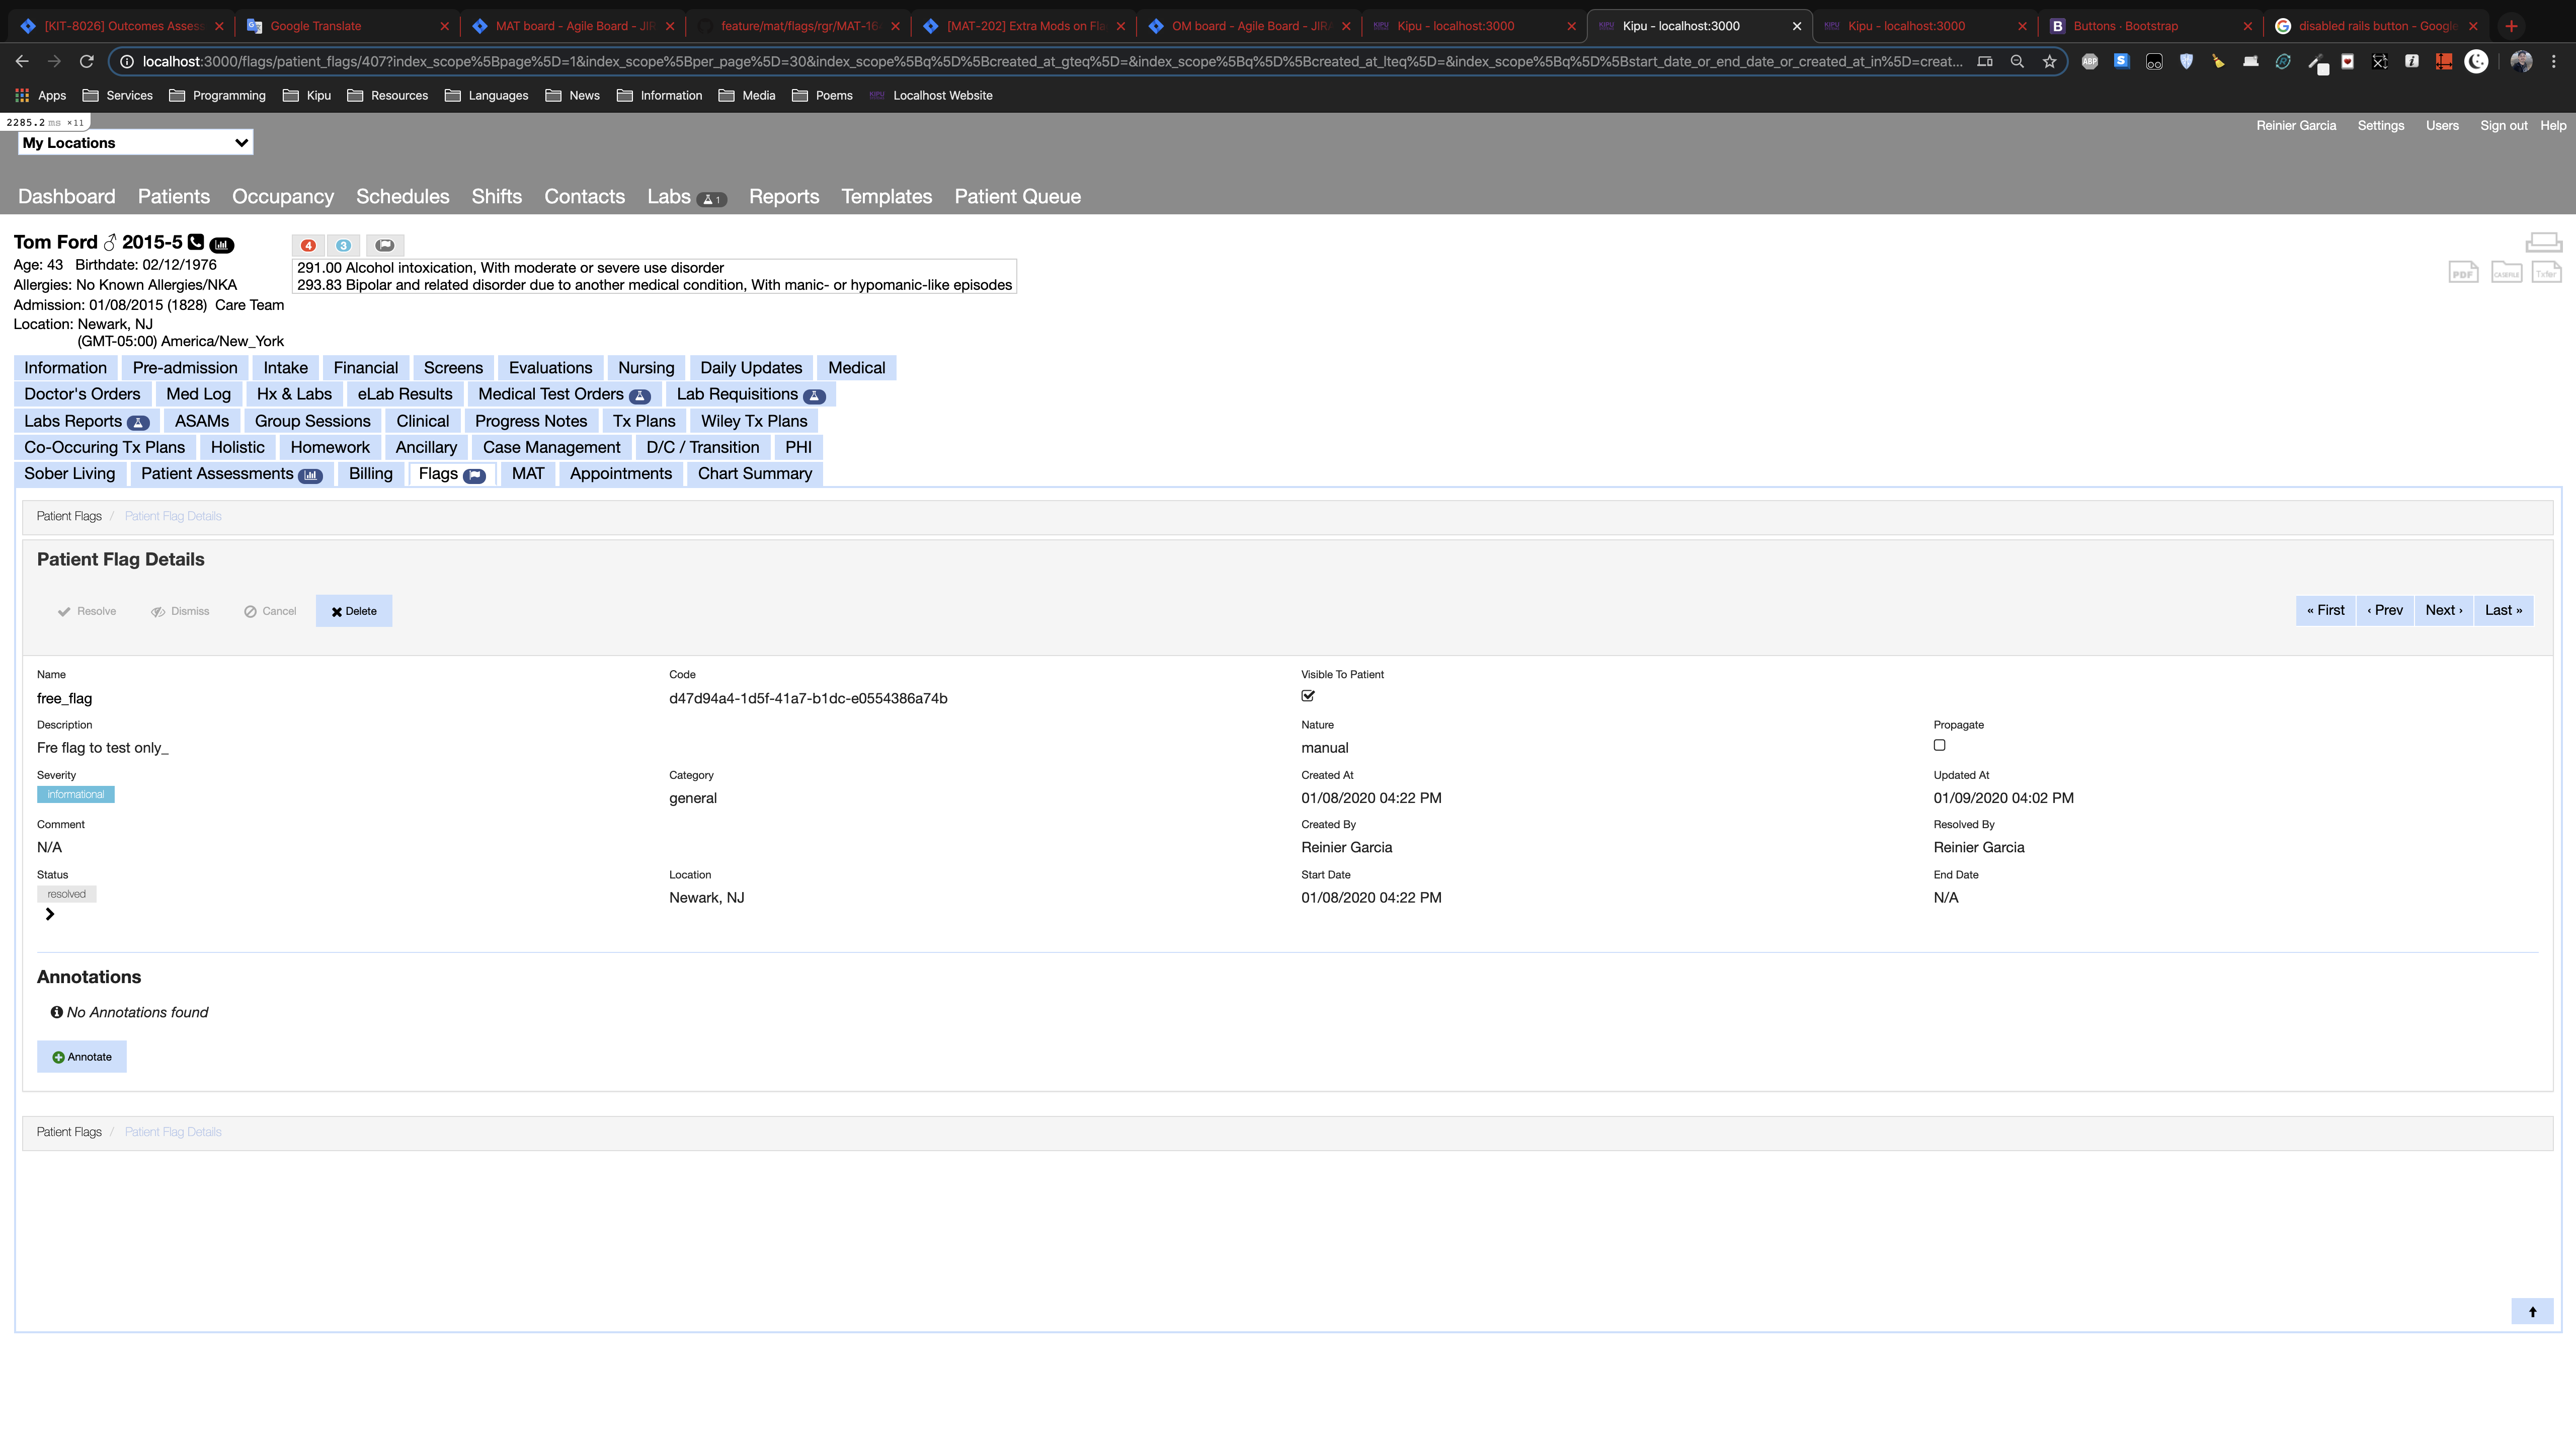 [KIT-8026] Outcomes Assess
Google Translate
MAT board - Agile Board - JIR
feature/mat/flags/rgr/MAT-16
[MAT-202] Extra Mods on Fla
OM board - Agile Board - JIR
Kipu - localhost:3000
Kipu - localhost:3000
Kipu - localhost:3000
B Buttons · Bootstrap
disabled rails button - Google
localhost:3000/flags/patient_flags/407?index_scope%5Bpage%5D=1&index_scope%5Bper_page%5D=30&index_scope%5Bq%5D%5Bcreated_at_gteq%5D=&index_scope%5Bq%5D%5Bcreated_at_lteq%5D=&index_scope%5Bq%5D%5Bstart_date_or_end_date_or_created_at_in%5D=creat...
Apps Services Programming Kipu Resources Languages News Information Media Poems Localhost Website
2285.2 ms ×11
My Locations
Reinier Garcia Settings Users Sign out Help
Dashboard Patients Occupancy Schedules Shifts Contacts Labs 1 Reports Templates Patient Queue
Tom Ford ♂ 2015-5
4 3
Age: 43 Birthdate: 02/12/1976
291.00 Alcohol intoxication, With moderate or severe use disorder
293.83 Bipolar and related disorder due to another medical condition, With manic- or hypomanic-like episodes
PDF CASEFILE Txfer
Allergies: No Known Allergies/NKA
Admission: 01/08/2015 (1828) Care Team
Location: Newark, NJ
(GMT-05:00) America/New_York
Information Pre-admission Intake Financial Screens Evaluations Nursing Daily Updates Medical
Doctor's Orders Med Log Hx & Labs eLab Results Medical Test Orders Lab Requisitions
Labs Reports ASAMs Group Sessions Clinical Progress Notes Tx Plans Wiley Tx Plans
Co-Occuring Tx Plans Holistic Homework Ancillary Case Management D/C / Transition PHI
Sober Living Patient Assessments Billing Flags MAT Appointments Chart Summary
Patient Flags / Patient Flag Details
Patient Flag Details
Resolve Dismiss Cancel Delete
« First ‹ Prev Next › Last »
Name Code Visible To Patient
free_flag d47d94a4-1d5f-41a7-b1dc-e0554386a74b
Description Nature Propagate
Fre flag to test only_ manual
Severity Category Created At Updated At
informational general 01/08/2020 04:22 PM 01/09/2020 04:02 PM
Comment Created By Resolved By
N/A Reinier Garcia Reinier Garcia
Status Location Start Date End Date
resolved Newark, NJ 01/08/2020 04:22 PM N/A
Annotations
No Annotations found
Annotate
Patient Flags / Patient Flag Details